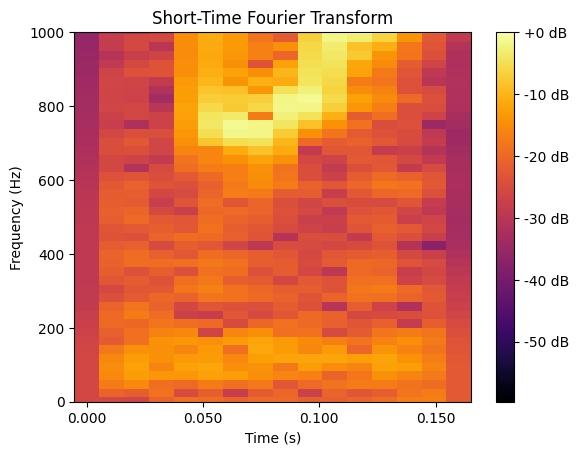 Short-Time Fourier Transform
1000
800
600
400
200
0
Frequency (Hz)
0.000
0.050
0.100
0.150
Time (s)
+0 dB
-10 dB
-20 dB
-30 dB
-40 dB
-50 dB